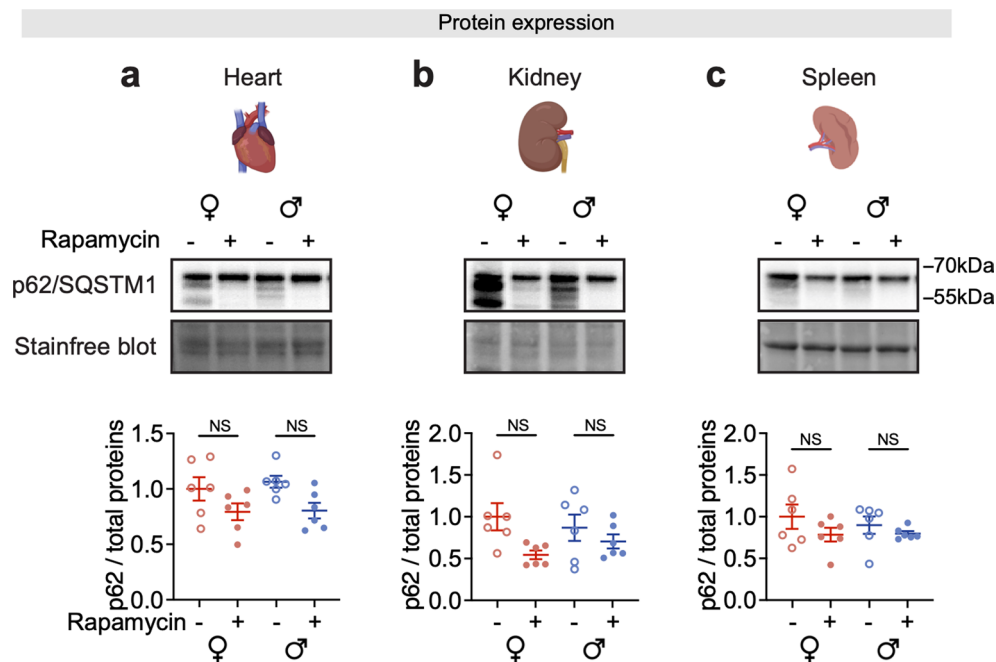 Protein expression
a Heart b Kidney c Spleen
♀ ♂ ♀ ♂ ♀ ♂
Rapamycin - + - + - + - + - + - +
p62/SQSTM1 –70kDa
–55kDa
Stainfree blot
p62 / total proteins
1.5
1.0
0.5
0.0
NS NS
p62 / total proteins
2.0
1.5
1.0
0.5
0.0
NS NS
p62 / total proteins
2.0
1.5
1.0
0.5
0.0
NS NS
Rapamycin - + - + - + - + - + - +
♀ ♂ ♀ ♂ ♀ ♂